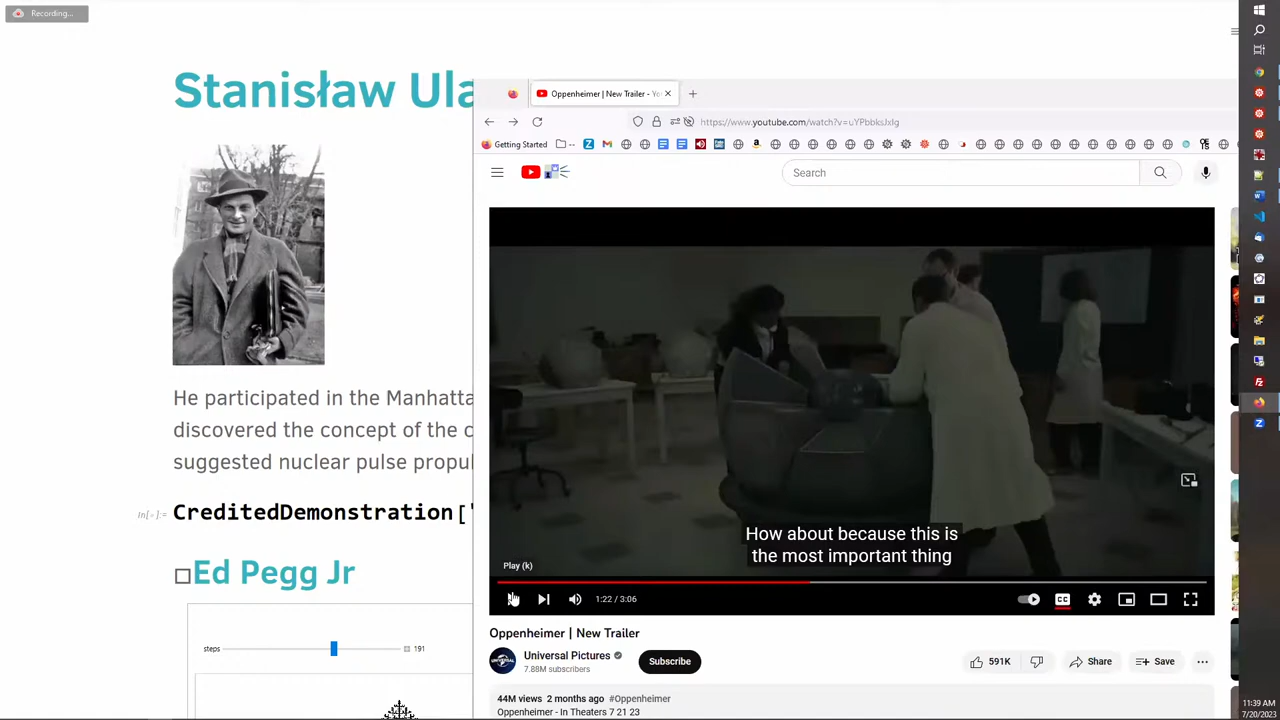 Recording...
Stanisław Ula
He participated in the Manhatta
discovered the concept of the c
suggested nuclear pulse propul
In[•]:= CreditedDemonstration["
Ed Pegg Jr
steps
191
Oppenheimer | New Trailer - Yo
https://www.youtube.com/watch?v=uYPbbksJxIg
Getting Started
Search
How about because this is
the most important thing
Play (k)
1:22 / 3:06
CC
Oppenheimer | New Trailer
UNIVERSAL
Universal Pictures
7.88M subscribers
Subscribe
591K
Share
Save
44M views 2 months ago #Oppenheimer
Oppenheimer - In Theaters 7 21 23
11:39 AM
7/20/2023